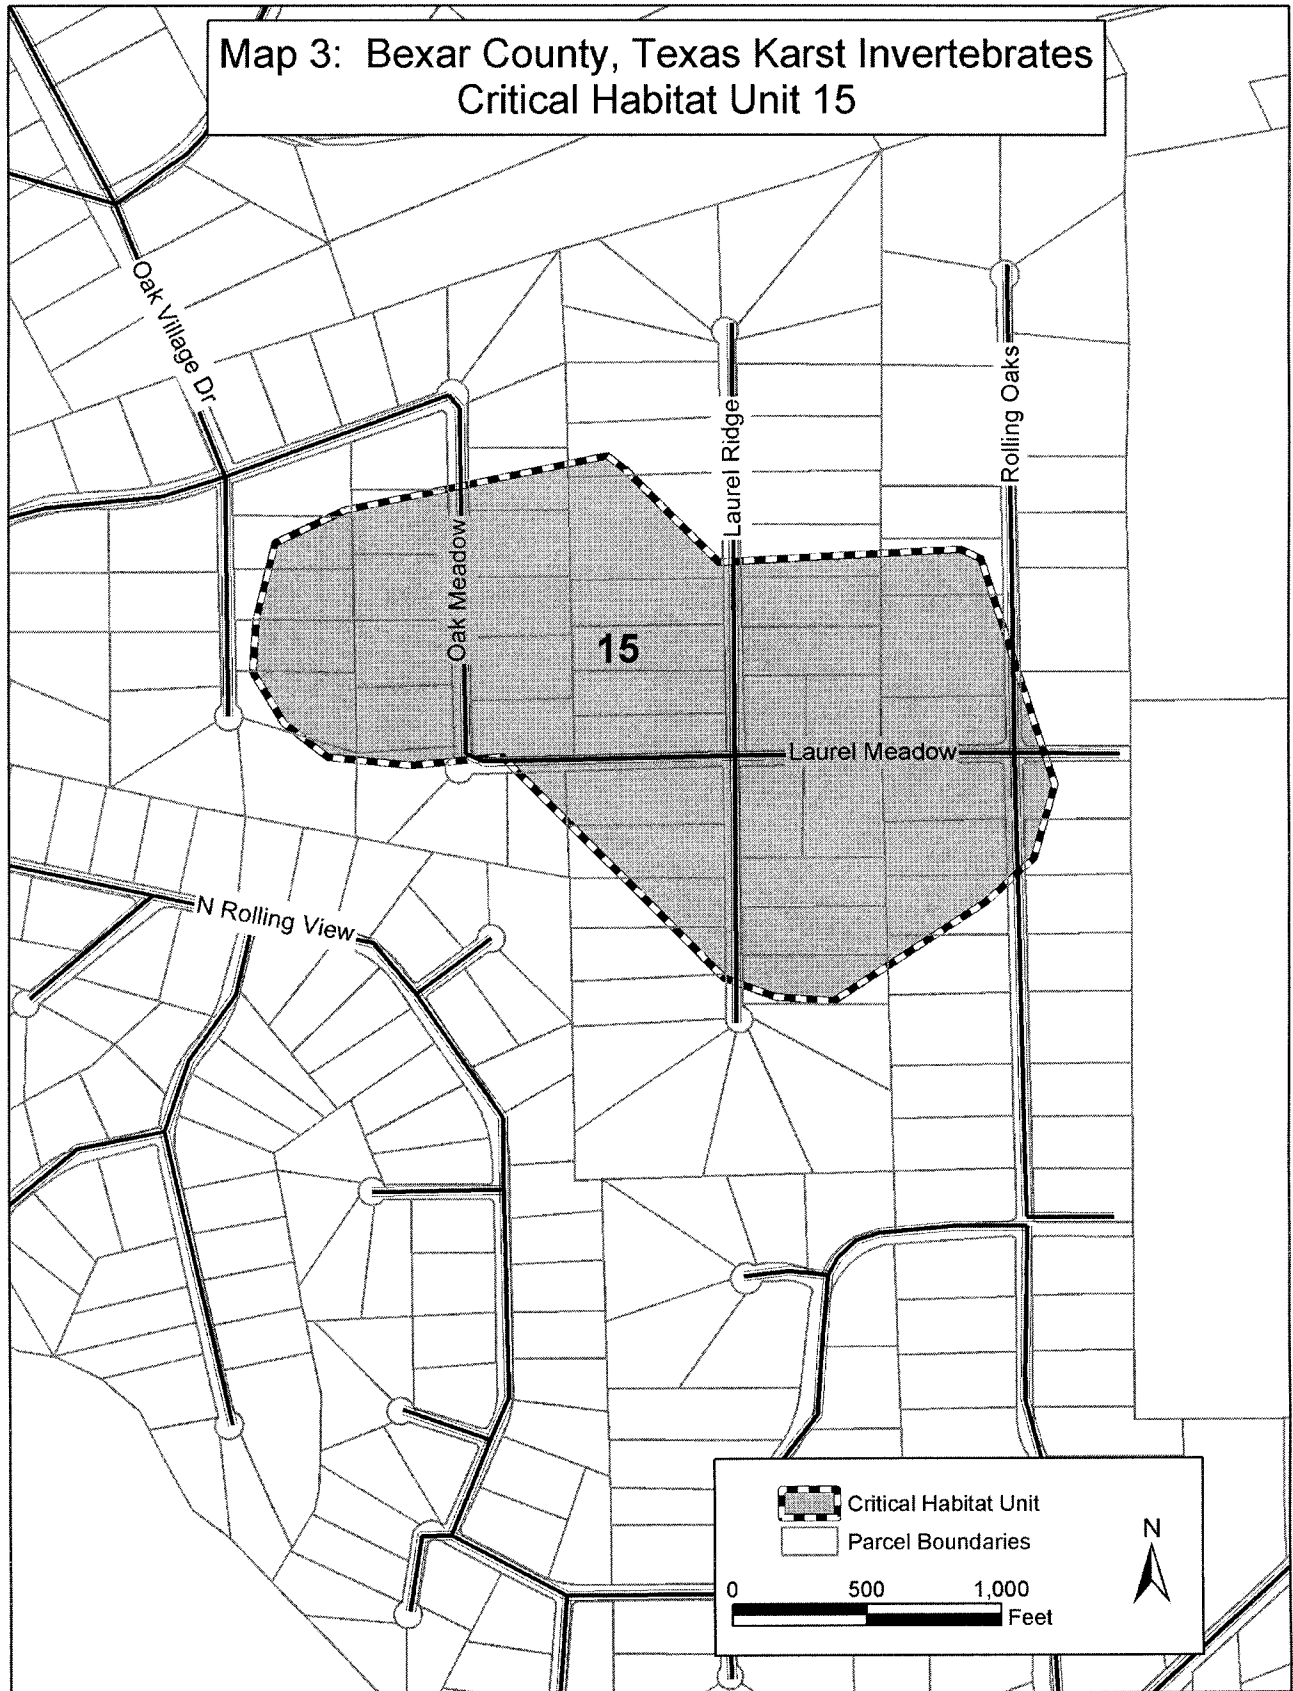 Map 3: Bexar County, Texas Karst Invertebrates
Critical Habitat Unit 15
Oak Village Dr
Rolling Oaks
Laurel Ridge
Oak Meadow
15
Laurel Meadow
N Rolling View
Critical Habitat Unit
Parcel Boundaries
N
0 500 1,000
Feet